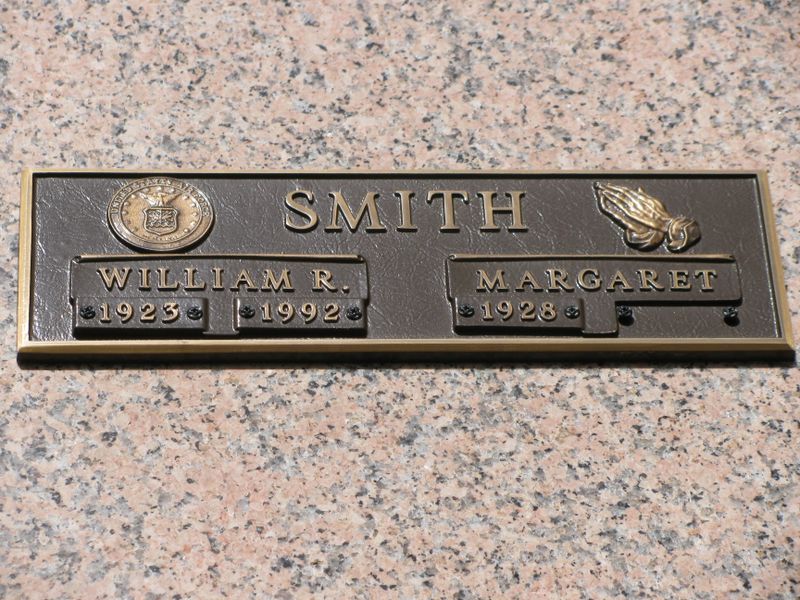 SMITH
WILLIAM R.
1923 1992
MARGARET
1928